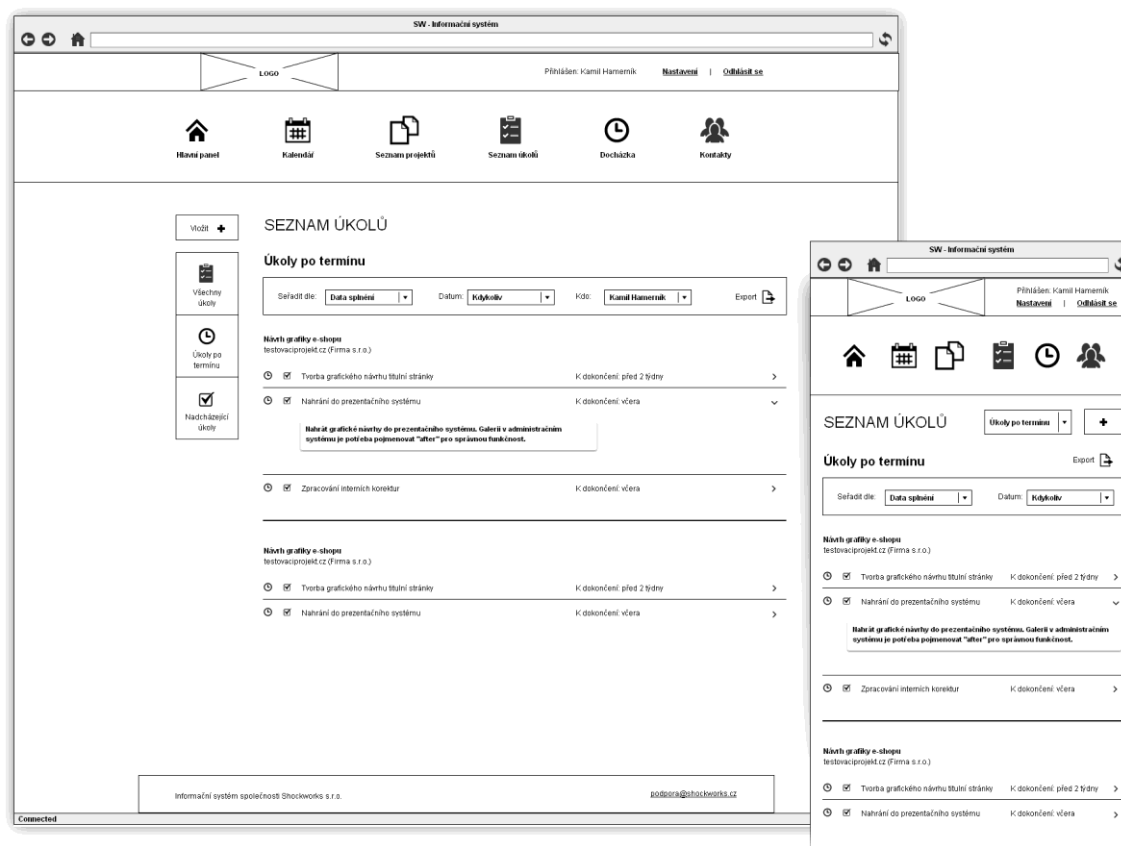 SW - Informační systém
LOGO
Přihlášen: Kamil Hamerník
Nastavení | Odhlásit se
Hlavní panel
Kalendář
Seznam projektů
Seznam úkolů
Docházka
Kontakty
Vložit
Všechny
úkoly
Úkoly po
termínu
Nadcházející
úkoly
SEZNAM ÚKOLŮ
Úkoly po termínu
Seřadit dle: Data splnění Datum: Kdykoliv Kdo: Kamil Hamerník Export
Návrh grafiky e-shopu
testovaciprojekt.cz (Firma s.r.o.)
Tvorba grafického návrhu titulní stránky K dokončení: před 2 týdny
Nahrání do prezentačního systému K dokončení: včera
Nahrát grafické návrhy do prezentačního systému. Galerii v administračním
systému je potřeba pojmenovat "after" pro správnou funkčnost.
Zpracování interních korektur K dokončení: včera
Návrh grafiky e-shopu
testovaciprojekt.cz (Firma s.r.o.)
Tvorba grafického návrhu titulní stránky K dokončení: před 2 týdny
Nahrání do prezentačního systému K dokončení: včera
Informační systém společnosti Shockworks s.r.o. podpora@shockworks.cz
Connected
SW - Informační systém
LOGO
Přihlášen: Kamil Hamerník
Nastavení | Odhlásit se
SEZNAM ÚKOLŮ
Úkoly po termínu
Úkoly po termínu
Export
Seřadit dle: Data splnění Datum: Kdykoliv
Návrh grafiky e-shopu
testovaciprojekt.cz (Firma s.r.o.)
Tvorba grafického návrhu titulní stránky K dokončení: před 2 týdny
Nahrání do prezentačního systému K dokončení: včera
Nahrát grafické návrhy do prezentačního systému. Galerii v administračním
systému je potřeba pojmenovat "after" pro správnou funkčnost.
Zpracování interních korektur K dokončení: včera
Návrh grafiky e-shopu
testovaciprojekt.cz (Firma s.r.o.)
Tvorba grafického návrhu titulní stránky K dokončení: před 2 týdny
Nahrání do prezentačního systému K dokončení: včera